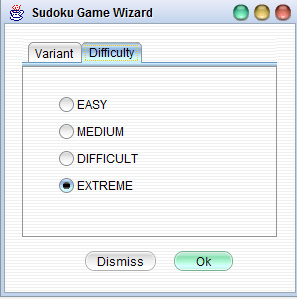 Sudoku Game Wizard
Variant Difficulty
EASY
MEDIUM
DIFFICULT
EXTREME
Dismiss Ok